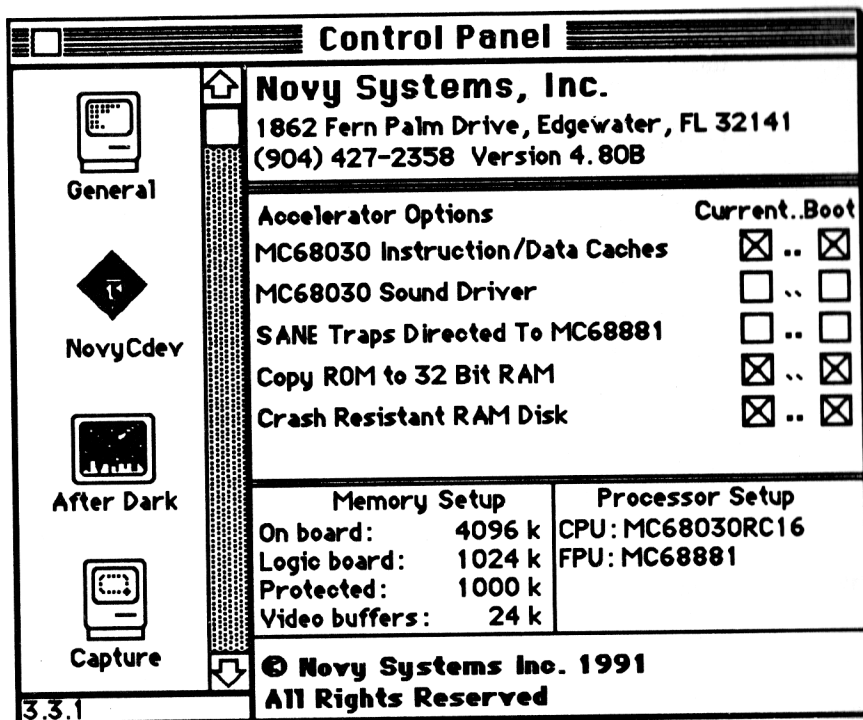 Control Panel
General
NovyCdev
After Dark
Capture
3.3.1
Novy Systems, Inc.
1862 Fern Palm Drive, Edgewater, FL 32141
(904) 427-2358 Version 4.80B
Accelerator Options Current..Boot
MC68030 Instruction/Data Caches ..
MC68030 Sound Driver ..
SANE Traps Directed To MC68881 ..
Copy ROM to 32 Bit RAM ..
Crash Resistant RAM Disk ..
Memory Setup
On board: 4096 k
Logic board: 1024 k
Protected: 1000 k
Video buffers: 24 k
Processor Setup
CPU: MC68030RC16
FPU: MC68881
© Novy Systems Inc. 1991
All Rights Reserved